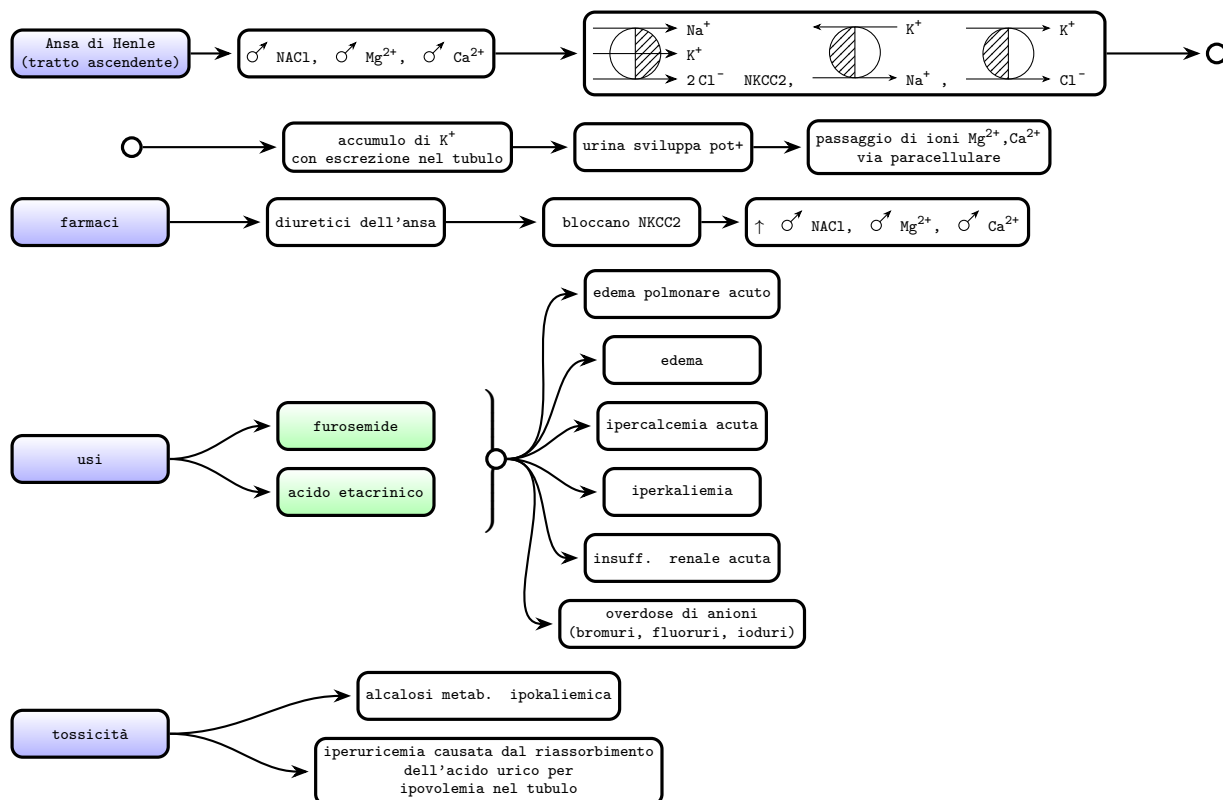 Ansa di Henle
(tratto ascendente)
♂ NACl, ♂ Mg²⁺, ♂ Ca²⁺
Na⁺
K⁺
2 Cl⁻ NKCC2,
K⁺
Na⁺ ,
K⁺
Cl⁻
accumulo di K⁺
con escrezione nel tubulo
urina sviluppa pot+
passaggio di ioni Mg²⁺,Ca²⁺
via paracellulare
farmaci
diuretici dell'ansa
bloccano NKCC2
↑ ♂ NACl, ♂ Mg²⁺, ♂ Ca²⁺
usi
furosemide
acido etacrinico
edema polmonare acuto
edema
ipercalcemia acuta
iperkaliemia
insuff. renale acuta
overdose di anioni
(bromuri, fluoruri, ioduri)
tossicità
alcalosi metab. ipokaliemica
iperuricemia causata dal riassorbimento
dell'acido urico per
ipovolemia nel tubulo